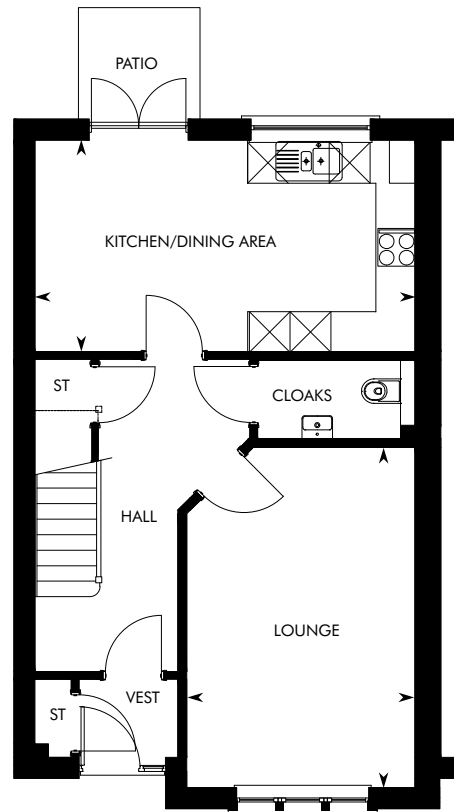 PATIO
KITCHEN/DINING AREA
ST
CLOAKS
HALL
LOUNGE
ST
VEST